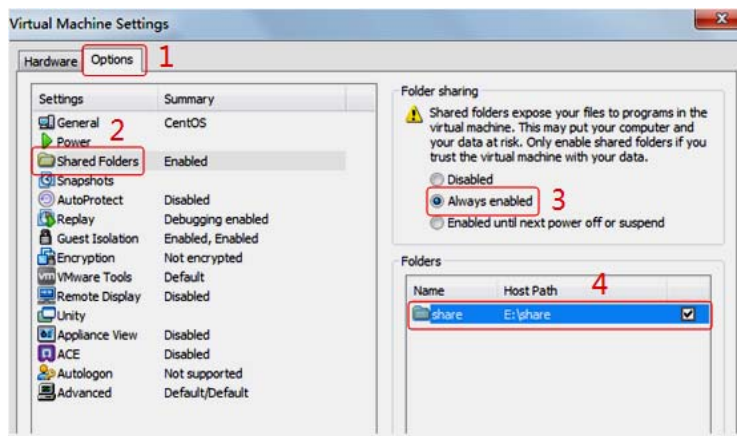 Virtual Machine Settings
Hardware Options 1
Settings Summary
General CentOS
2
Power
Shared Folders Enabled
Snapshots
AutoProtect Disabled
Replay Debugging enabled
Guest Isolation Enabled, Enabled
Encryption Not encrypted
VMware Tools Default
Remote Display Disabled
Unity
Appliance View Disabled
ACE Disabled
Autologon Not supported
Advanced Default/Default
Folder sharing
Shared folders expose your files to programs in the
virtual machine. This may put your computer and
your data at risk. Only enable shared folders if you
trust the virtual machine with your data.
Disabled
Always enabled 3
Enabled until next power off or suspend
Folders
Name Host Path 4
share E:\share